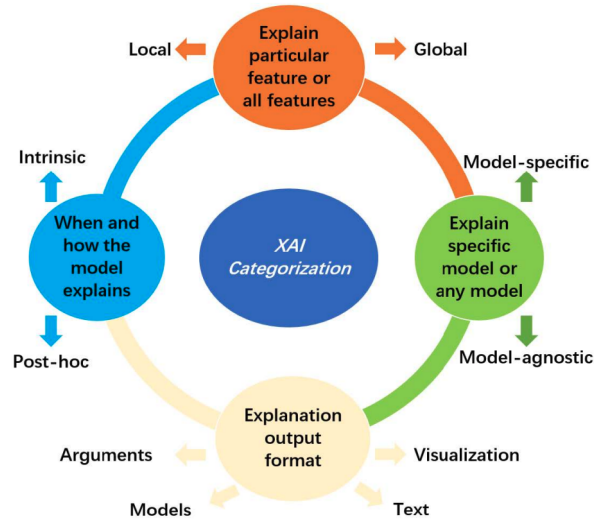 Explain
particular
feature or
all features
Local
Global
Intrinsic
When and
how the
model
explains
Post-hoc
XAI
Categorization
Model-specific
Explain
specific
model or
any model
Model-agnostic
Explanation
output
format
Arguments
Models
Visualization
Text